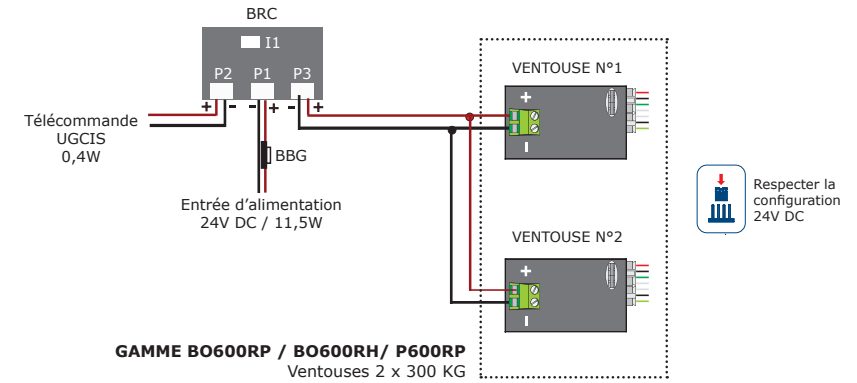 BRC
I1
P2 P1 P3
+ - - + - +
Télécommande
UGCIS
0,4W
BBG
Entrée d'alimentation
24V DC / 11,5W
VENTOUSE N°1
+
-
VENTOUSE N°2
+
-
Respecter la
configuration
24V DC
GAMME BO600RP / BO600RH/ P600RP
Ventouses 2 x 300 KG